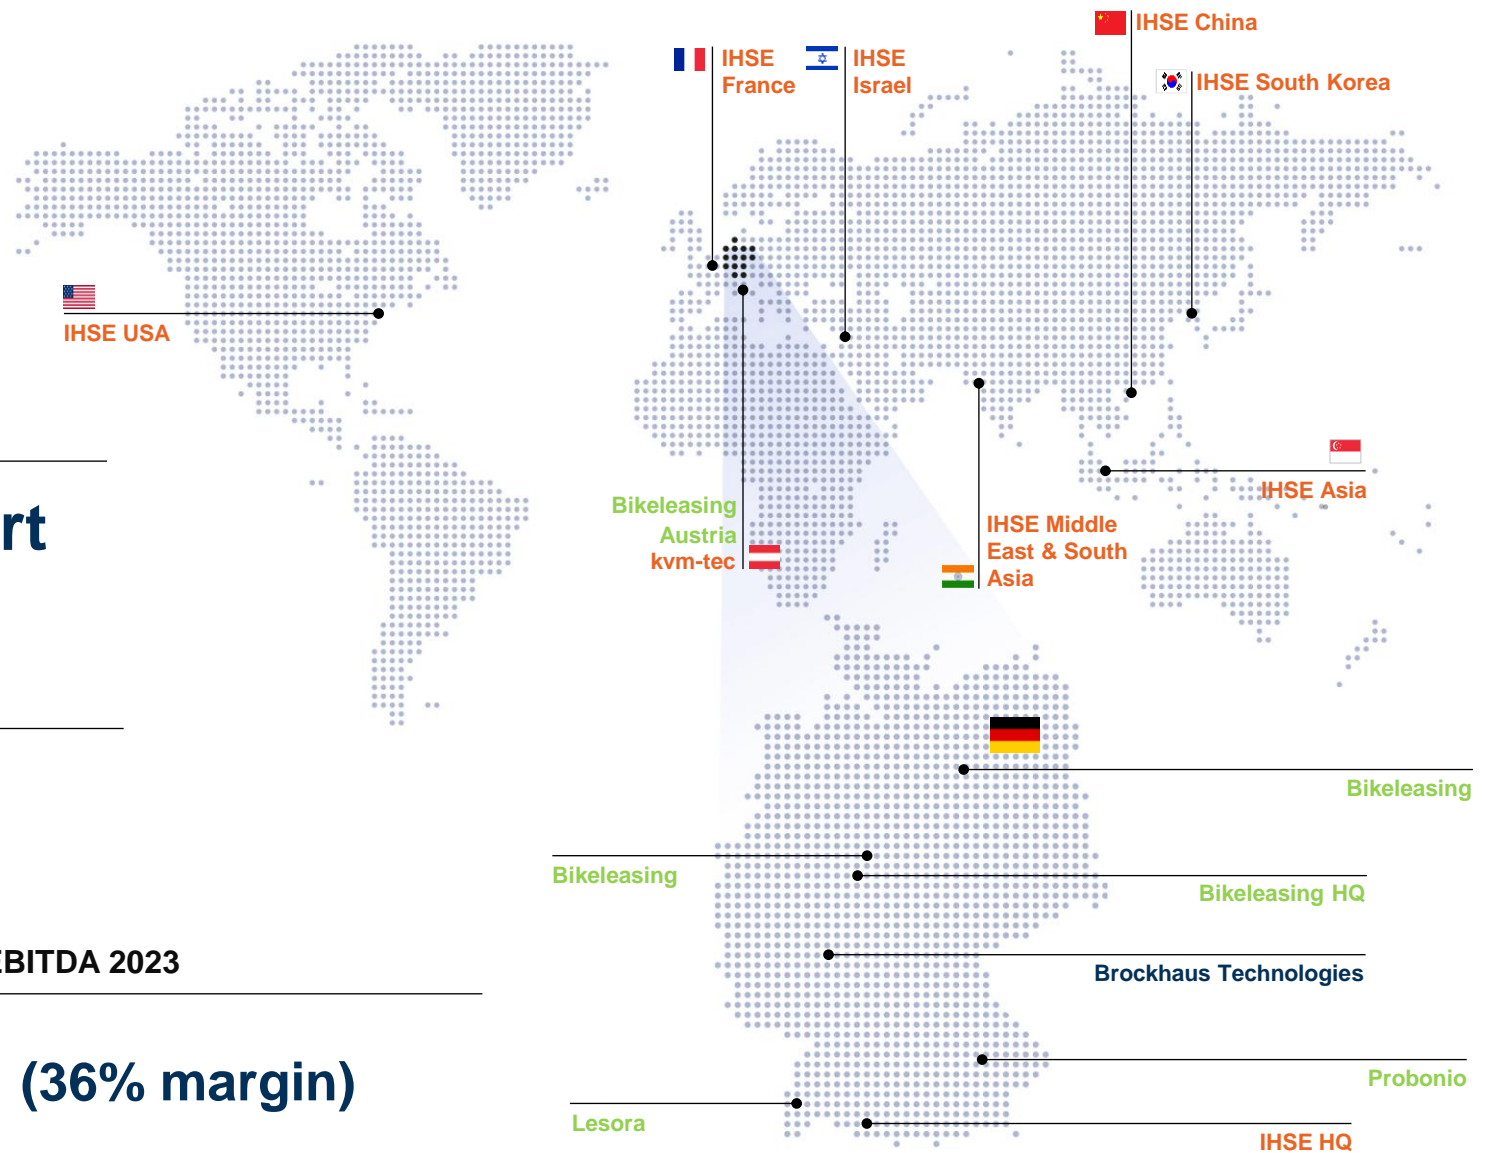 IHSE China
IHSE
France
IHSE
Israel
IHSE South Korea
IHSE USA
IHSE Asia
Bikeleasing
Austria
kvm-tec
IHSE Middle
East & South
Asia
rt
Bikeleasing
Bikeleasing
Bikeleasing HQ
EBITDA 2023
Brockhaus Technologies
(36% margin)
Probonio
Lesora
IHSE HQ